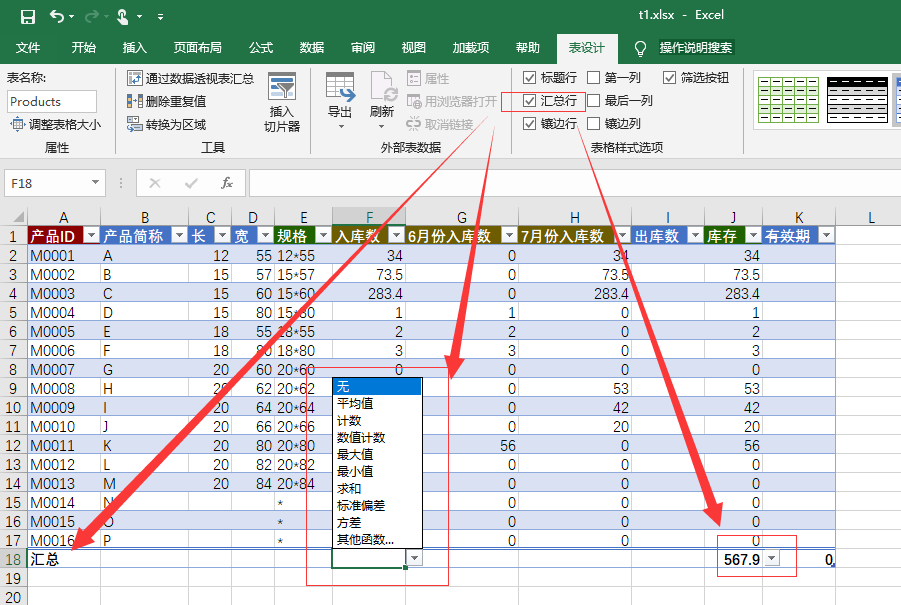 t1.xlsx - Excel
文件 开始 插入 页面布局 公式 数据 审阅 视图 加载项 帮助 表设计 操作说明搜索
表名称: 通过数据透视表汇总 属性 标题行 第一列 筛选按钮
Products 删除重复值 插入 切片器 导出 刷新 用浏览器打开 汇总行 最后一列
调整表格大小 转换为区域 取消链接 镶边行 镶边列
属性 工具 外部表数据 表格样式选项
F18 fx
A B C D E F G H I J K L
1 产品ID 产品简称 长 宽 规格 入库数 6月份入库数 7月份入库数 出库数 库存 有效期
2 M0001 A 12 55 12*55 34 0 34 34
3 M0002 B 15 57 15*57 73.5 0 73.5 73.5
4 M0003 C 15 60 15*60 283.4 0 283.4 283.4
5 M0004 D 15 80 15*80 1 1 0 1
6 M0005 E 18 55 18*55 2 2 0 2
7 M0006 F 18 80 18*80 3 3 0 3
8 M0007 G 20 60 20*60 0 0 0 0
9 M0008 H 20 62 20*62 0 53 53
10 M0009 I 20 64 20*64 0 42 42
11 M0010 J 20 66 20*66 0 20 20
12 M0011 K 20 80 20*80 56 0 56
13 M0012 L 20 82 20*82 0 0 0
14 M0013 M 20 84 20*84 0 0 0
15 M0014 N * 0 0 0
16 M0015 O * 0 0 0
17 M0016 P * 0 0 0
18 汇总 567.9 0
19
20
无
平均值
计数
数值计数
最大值
最小值
求和
标准偏差
方差
其他函数...